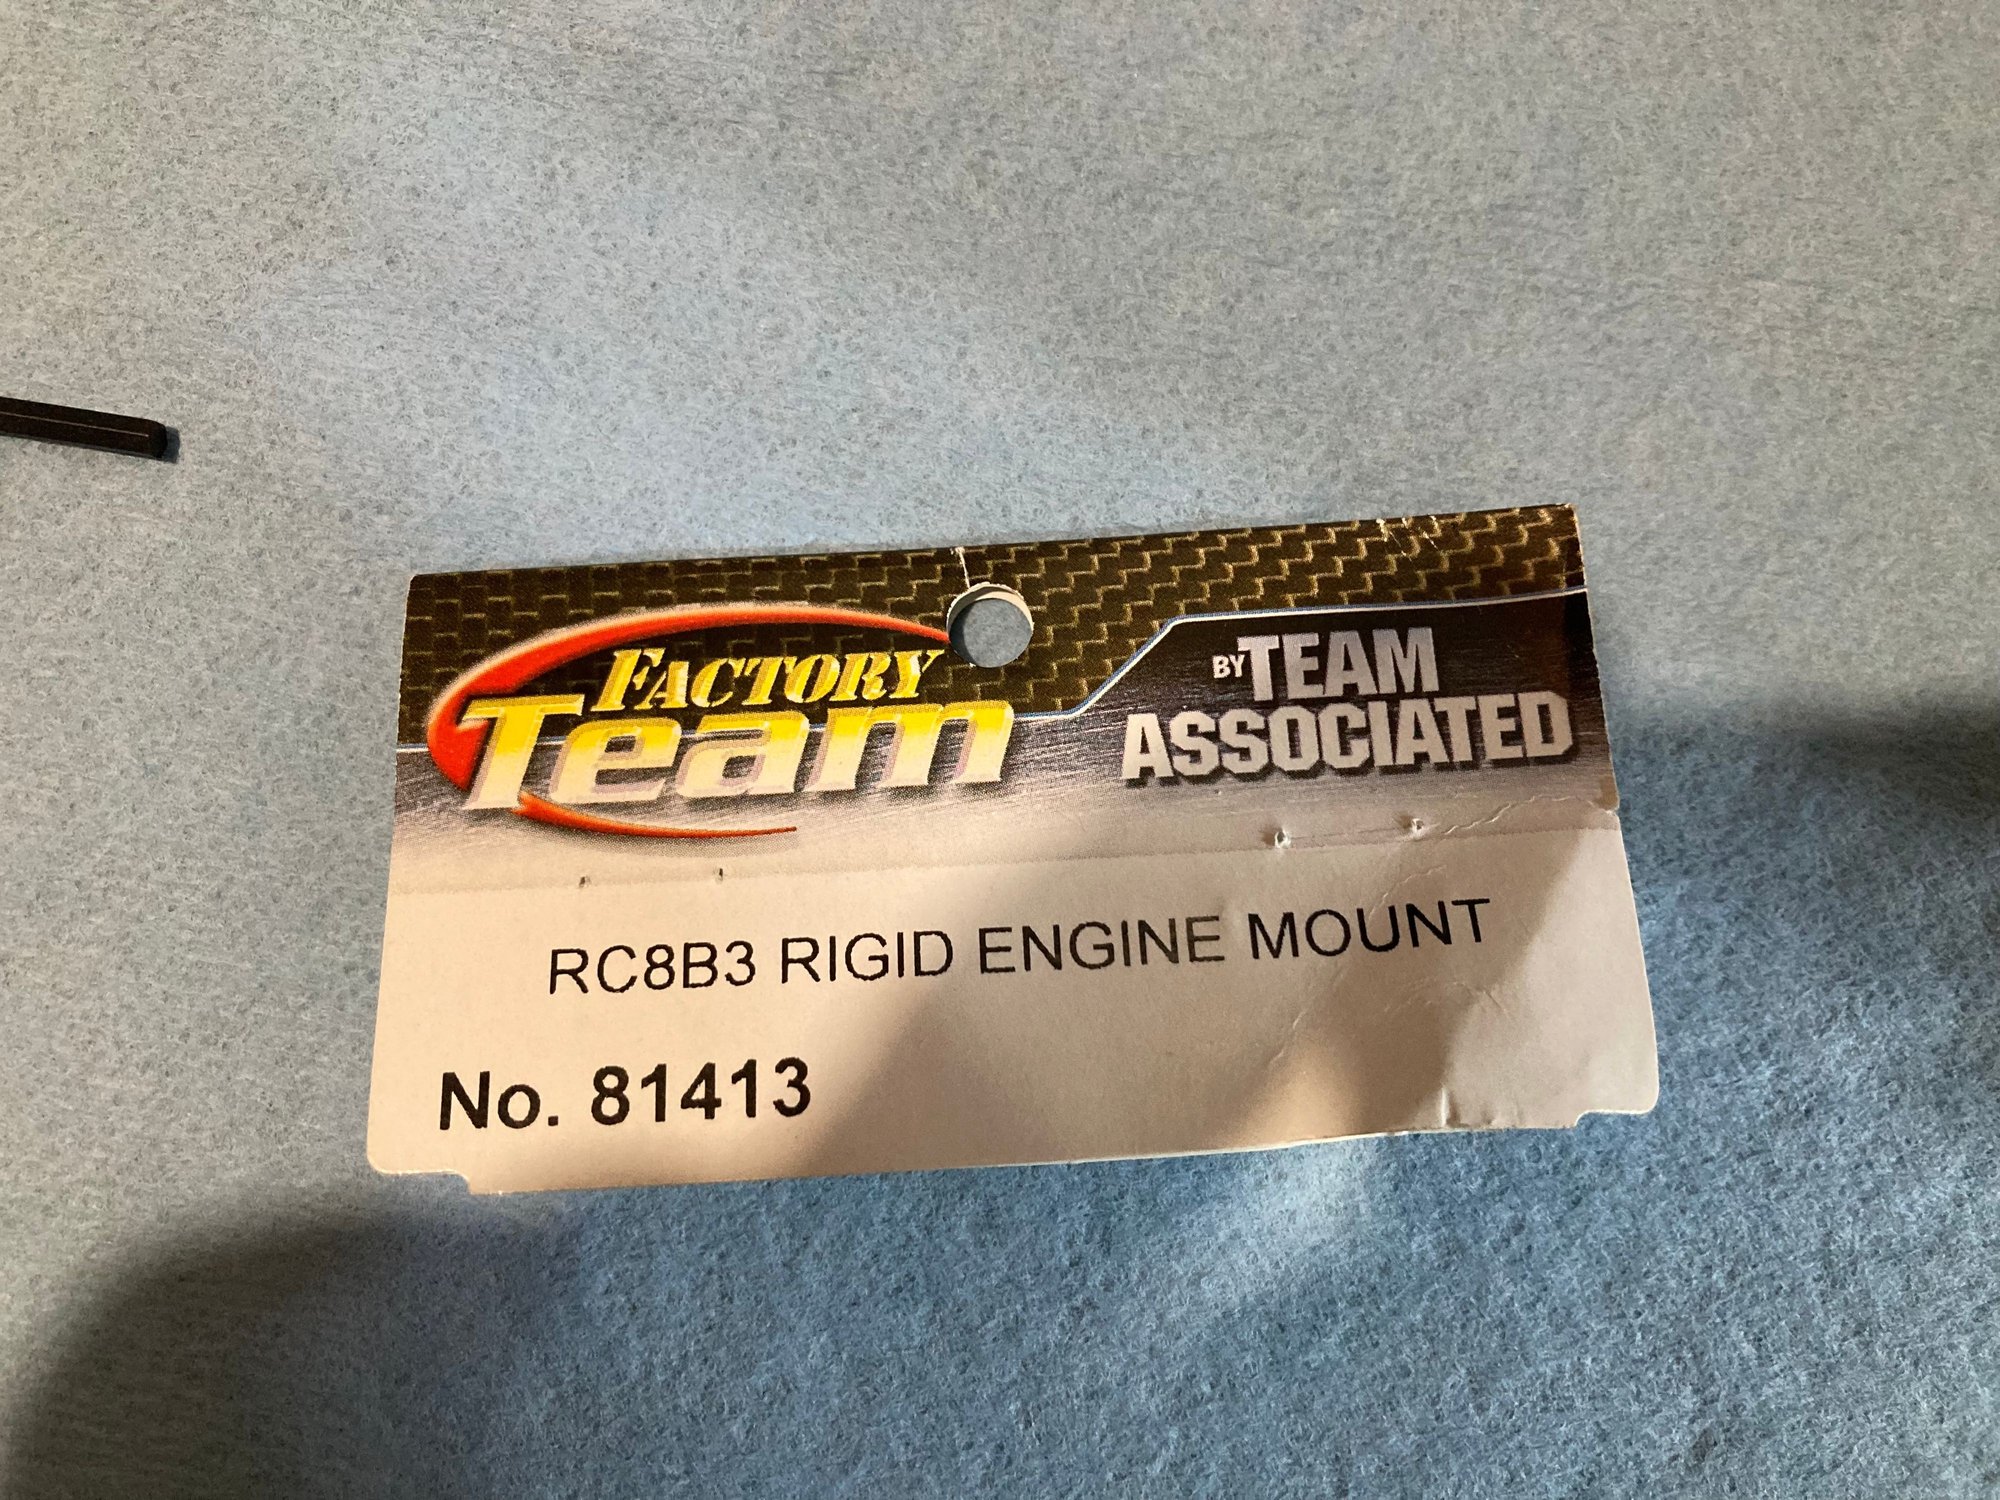 FACTORY
Team
BY TEAM
ASSOCIATED
RC8B3 RIGID ENGINE MOUNT
No. 81413